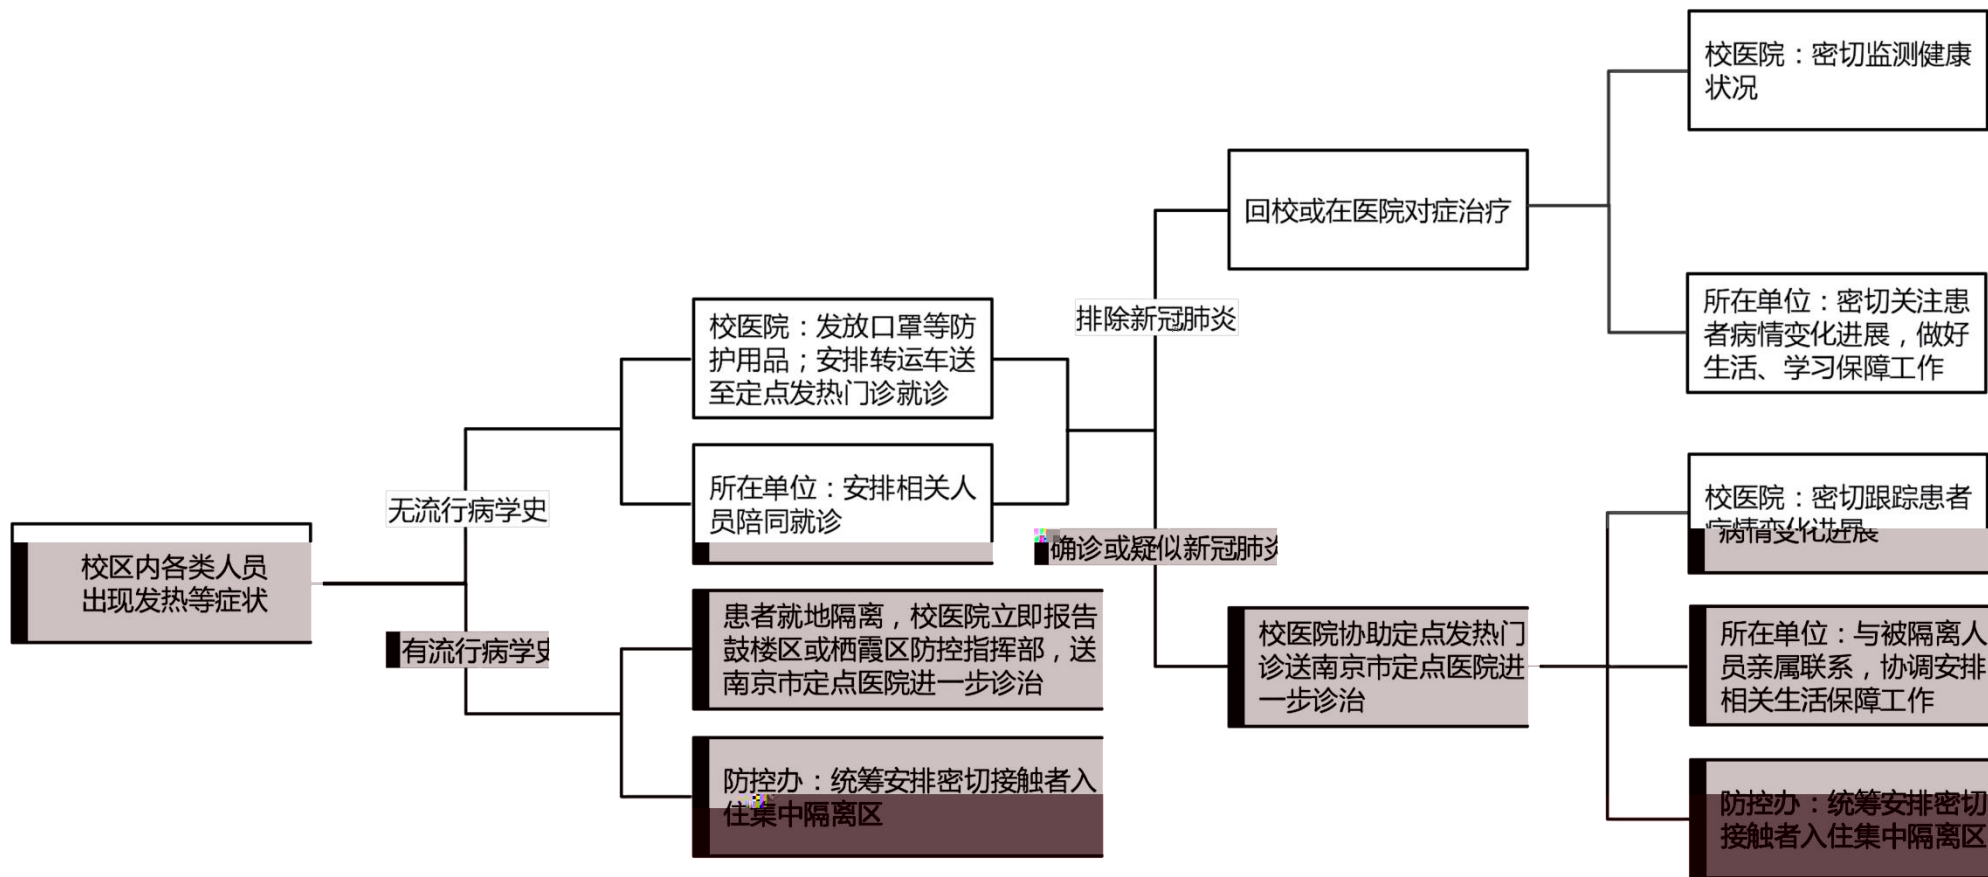 校区内各类人员
出现发热等症状
无流行病学史
有流行病学史
校医院：发放口罩等防
护用品；安排转运车送
至定点发热门诊就诊
所在单位：安排相关人
员陪同就诊
患者就地隔离，校医院立即报告
鼓楼区或栖霞区防控指挥部，送
南京市定点医院进一步诊治
防控办：统筹安排密切接触者入
住集中隔离区
排除新冠肺炎
确诊或疑似新冠肺炎
回校或在医院对症治疗
校医院协助定点发热门
诊送南京市定点医院进
一步诊治
校医院：密切监测健康
状况
所在单位：密切关注患
者病情变化进展，做好
生活、学习保障工作
校医院：密切跟踪患者
病情变化进展
所在单位：与被隔离人
员亲属联系，协调安排
相关生活保障工作
防控办：统筹安排密切
接触者入住集中隔离区